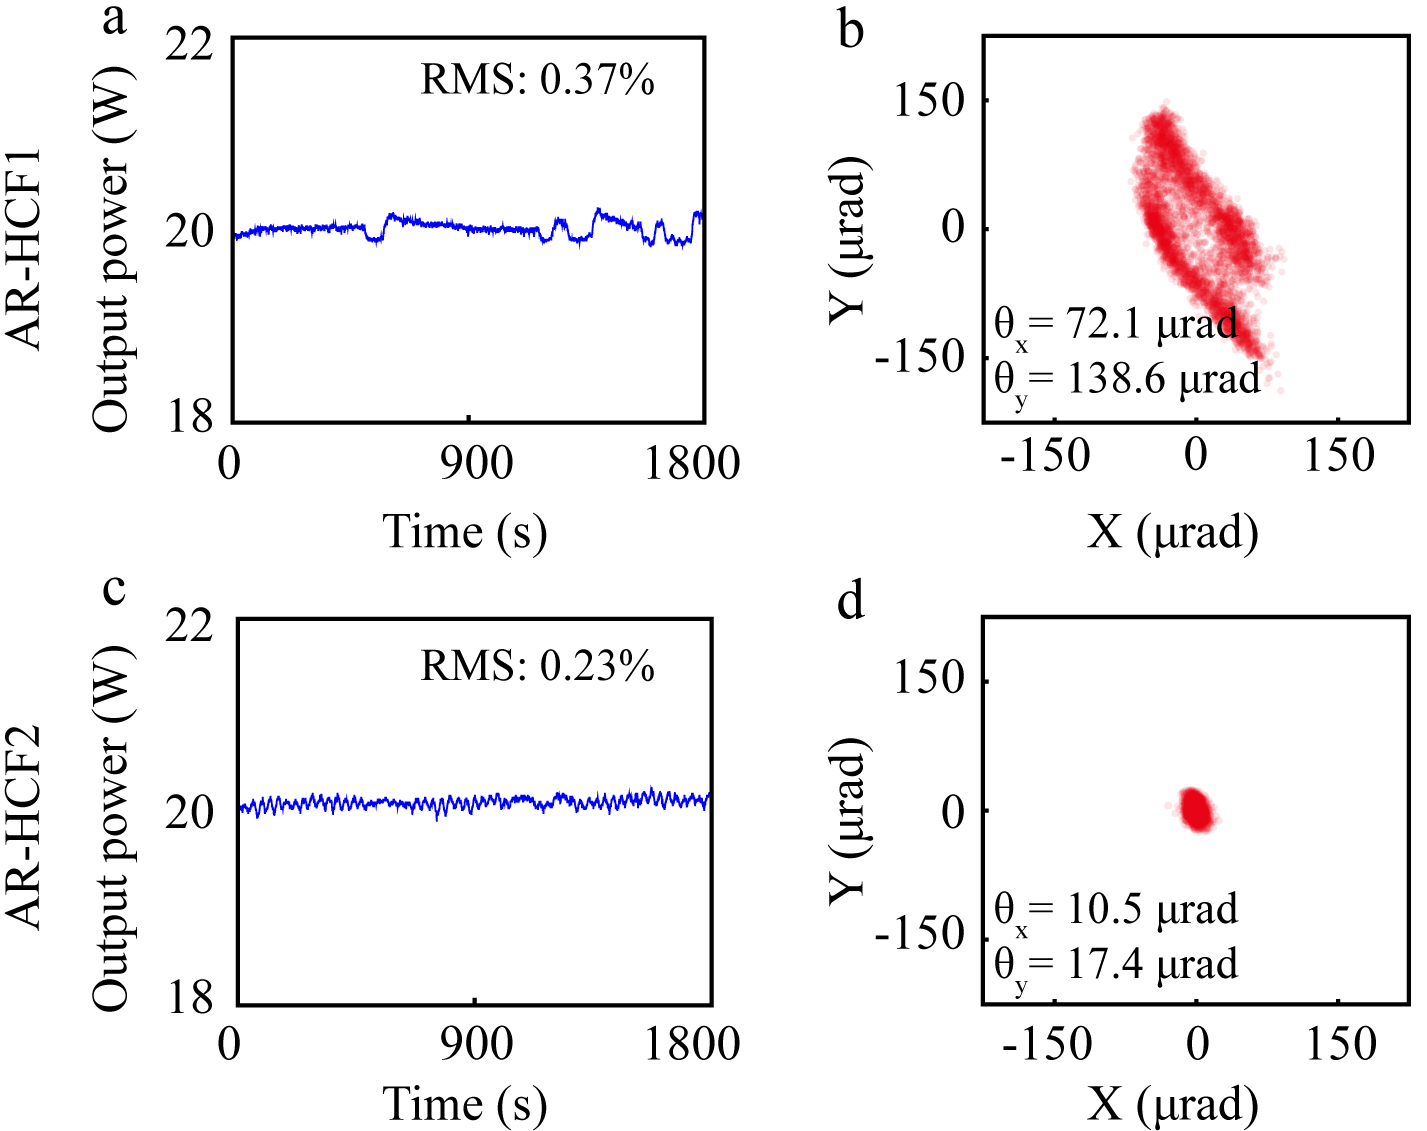 a
22
RMS: 0.37%
20
18
0 900 1800
Time (s)
Output power (W)
AR-HCF1
b
150
0
-150
θx = 72.1 μrad
θy = 138.6 μrad
-150 0 150
X (μrad)
Y (μrad)
c
22
RMS: 0.23%
20
18
0 900 1800
Time (s)
Output power (W)
AR-HCF2
d
150
0
-150
θx = 10.5 μrad
θy = 17.4 μrad
-150 0 150
X (μrad)
Y (μrad)